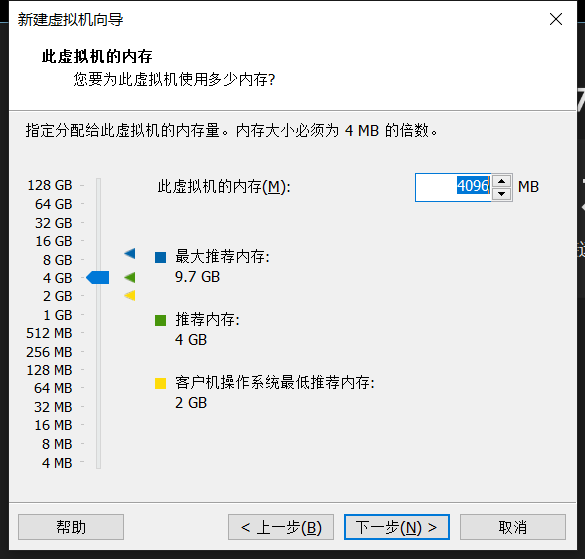 新建虚拟机向导
此虚拟机的内存
您要为此虚拟机使用多少内存?
指定分配给此虚拟机的内存量。内存大小必须为 4 MB 的倍数。
128 GB
64 GB
32 GB
16 GB
8 GB
4 GB
2 GB
1 GB
512 MB
256 MB
128 MB
64 MB
32 MB
16 MB
8 MB
4 MB
此虚拟机的内存(M): 4096 MB
最大推荐内存:
9.7 GB
推荐内存:
4 GB
客户机操作系统最低推荐内存:
2 GB
帮助 < 上一步(B) 下一步(N) > 取消